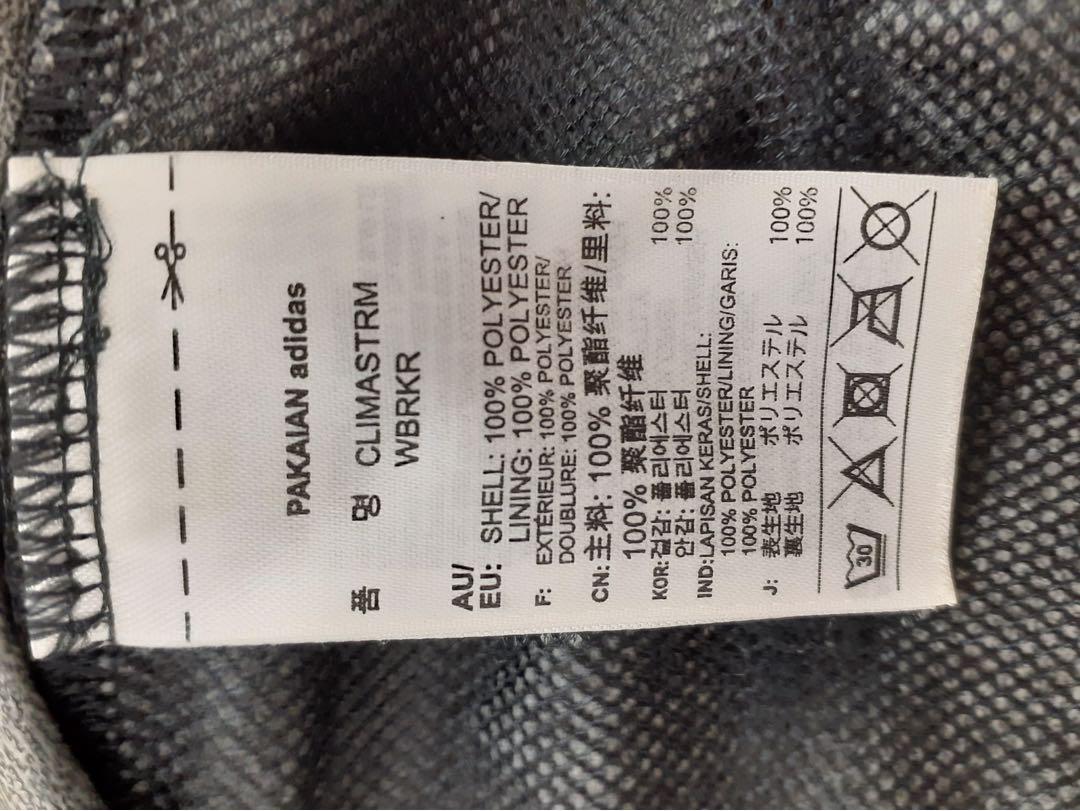 PAKAIAN adidas
품 명 CLIMASTRM
WBRKR
AU/
EU: SHELL: 100% POLYESTER/
LINING: 100% POLYESTER
F: EXTÉRIEUR: 100% POLYESTER/
DOUBLURE: 100% POLYESTER
CN: 主料: 100% 聚酯纤维/里料:
100% 聚酯纤维
KOR: 겉감: 폴리에스터 100%
안감: 폴리에스터 100%
IND: LAPISAN KERAS/SHELL:
100% POLYESTER/LINING/GARIS:
100% POLYESTER
J: 表生地 ポリエステル 100%
裏生地 ポリエステル 100%
30